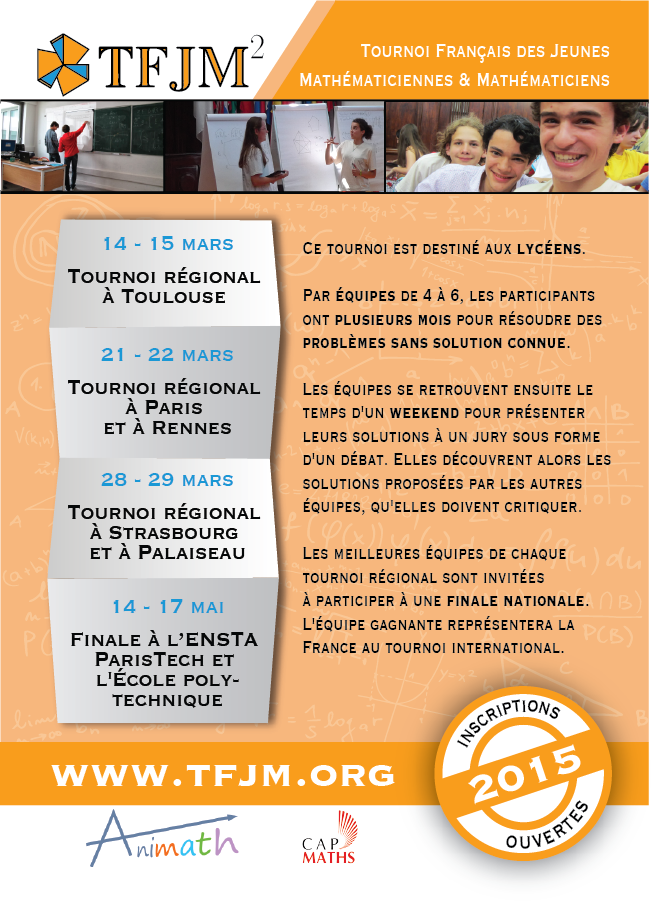 TFJM²
Tournoi Français des Jeunes
Mathématiciennes & Mathématiciens
14 - 15 mars
Tournoi régional
à Toulouse
21 - 22 mars
Tournoi régional
à Paris
et à Rennes
28 - 29 mars
Tournoi régional
à Strasbourg
et à Palaiseau
14 - 17 mai
Finale à l'ENSTA
ParisTech et
l'École poly-
technique
Ce tournoi est destiné aux lycéens.
Par équipes de 4 à 6, les participants
ont plusieurs mois pour résoudre des
problèmes sans solution connue.
Les équipes se retrouvent ensuite le
temps d'un weekend pour présenter
leurs solutions à un jury sous forme
d'un débat. Elles découvrent alors les
solutions proposées par les autres
équipes, qu'elles doivent critiquer.
Les meilleures équipes de chaque
tournoi régional sont invitées
à participer à une finale nationale.
L'équipe gagnante représentera la
France au tournoi international.
www.tfjm.org
Inscriptions
2015
ouvertes
Animath
CAP
MATHS